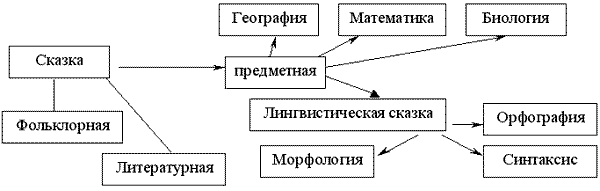 География
Математика
Биология
Сказка
предметная
Фольклорная
Лингвистическая сказка
Орфография
Литературная
Морфология
Синтаксис